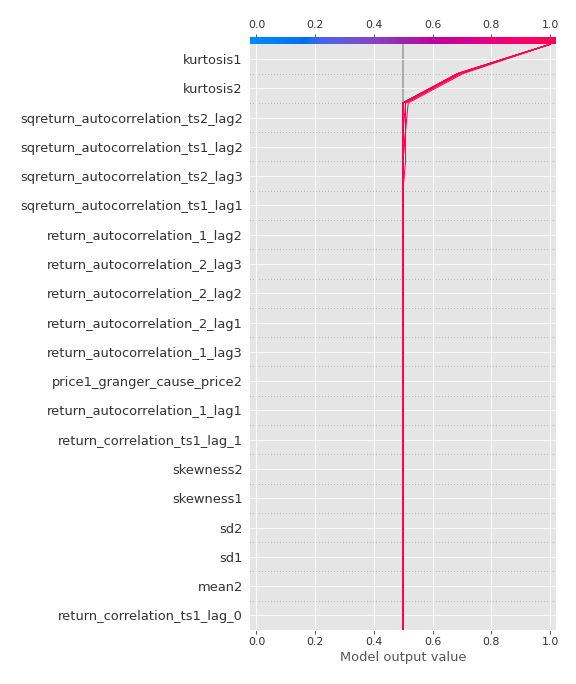 0.0 0.2 0.4 0.6 0.8 1.0
kurtosis1
kurtosis2
sqreturn_autocorrelation_ts2_lag2
sqreturn_autocorrelation_ts1_lag2
sqreturn_autocorrelation_ts2_lag3
sqreturn_autocorrelation_ts1_lag1
return_autocorrelation_1_lag2
return_autocorrelation_2_lag3
return_autocorrelation_2_lag2
return_autocorrelation_2_lag1
return_autocorrelation_1_lag3
price1_granger_cause_price2
return_autocorrelation_1_lag1
return_correlation_ts1_lag_1
skewness2
skewness1
sd2
sd1
mean2
return_correlation_ts1_lag_0
0.0 0.2 0.4 0.6 0.8 1.0
Model output value